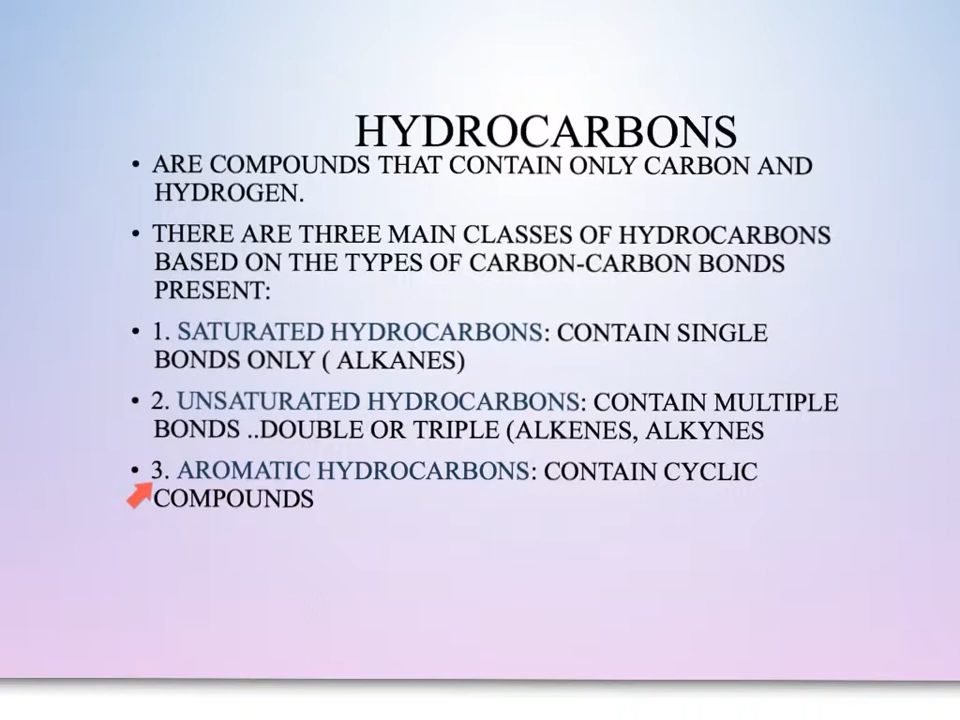 HYDROCARBONS
• ARE COMPOUNDS THAT CONTAIN ONLY CARBON AND
HYDROGEN.
• THERE ARE THREE MAIN CLASSES OF HYDROCARBONS
BASED ON THE TYPES OF CARBON-CARBON BONDS
PRESENT:
• 1. SATURATED HYDROCARBONS: CONTAIN SINGLE
BONDS ONLY ( ALKANES)
• 2. UNSATURATED HYDROCARBONS: CONTAIN MULTIPLE
BONDS ..DOUBLE OR TRIPLE (ALKENES, ALKYNES
• 3. AROMATIC HYDROCARBONS: CONTAIN CYCLIC
COMPOUNDS